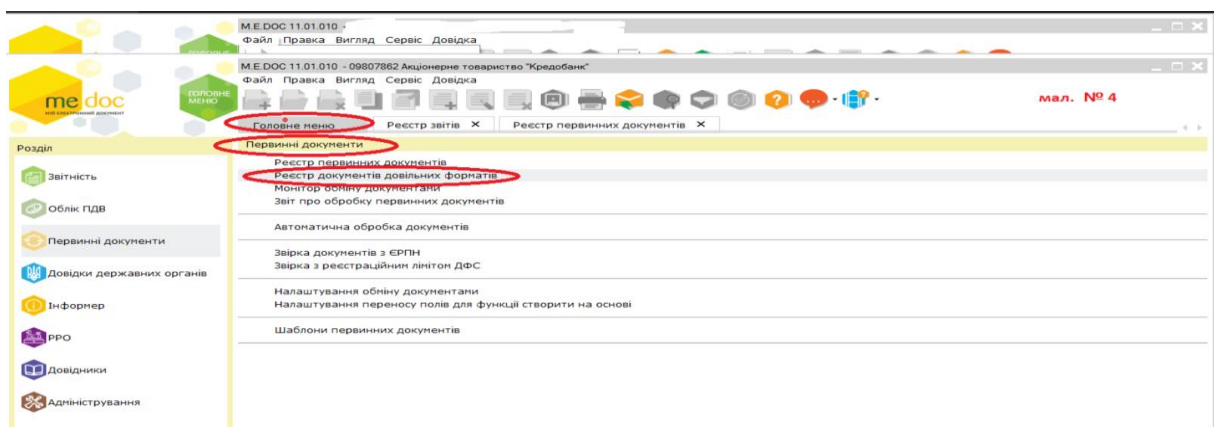 M.E.DOC 11.01.010 -
Файл Правка Вигляд Сервіс Довідка
M.E.DOC 11.01.010 - 09807862 Акціонерне товариство "Кредобанк"
Файл Правка Вигляд Сервіс Довідка
me doc
МІЙ ЕЛЕКТРОННИЙ ДОКУМЕНТ
ГОЛОВНЕ
МЕНЮ
мал. № 4
Головне меню Реєстр звітів Реєстр первинних документів
Розділ
Звітність
Облік ПДВ
Первинні документи
Довідки державних органів
Інформер
РРО
Довідники
Адміністрування
Первинні документи
Реєстр первинних документів
Реєстр документів довільних форматів
Монітор обміну документами
Звіт про обробку первинних документів
Автоматична обробка документів
Звірка документів з ЄРПН
Звірка з реєстраційним лімітом ДФС
Налаштування обміну документами
Налаштування переносу полів для функції створити на основі
Шаблони первинних документів